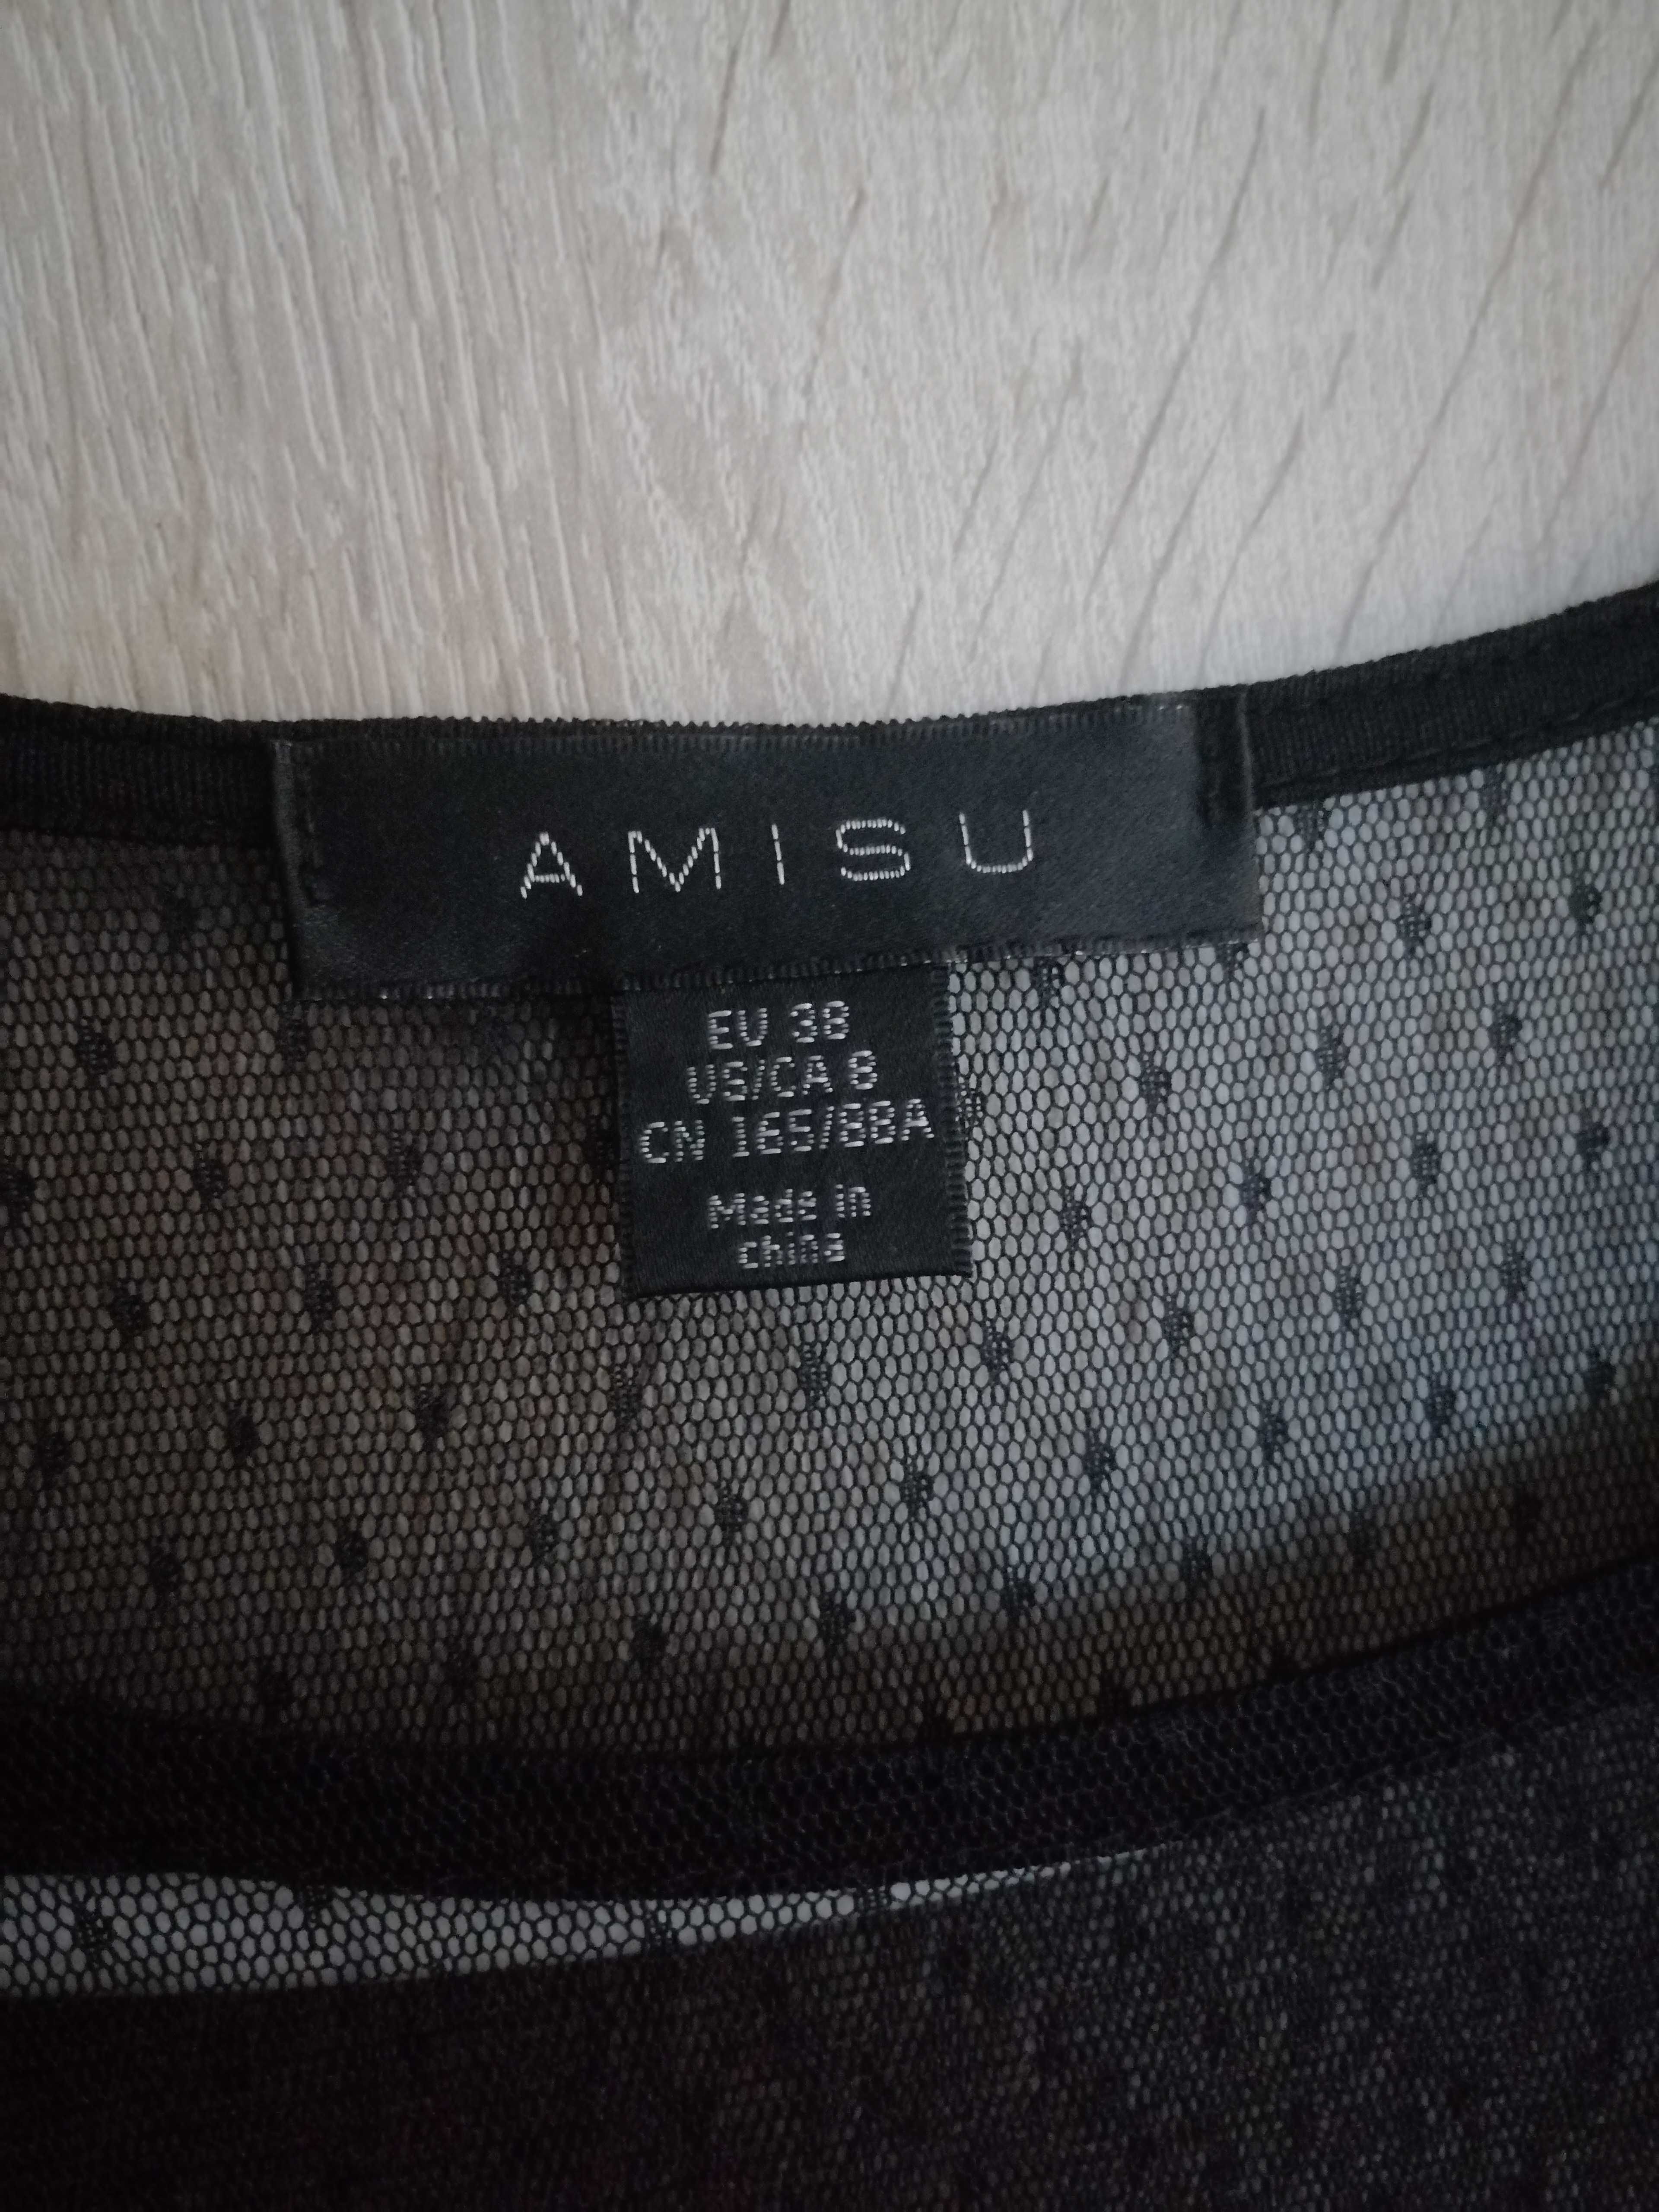 AMISU
EU 38
US/CA 8
CN 165/88A
Made in
china